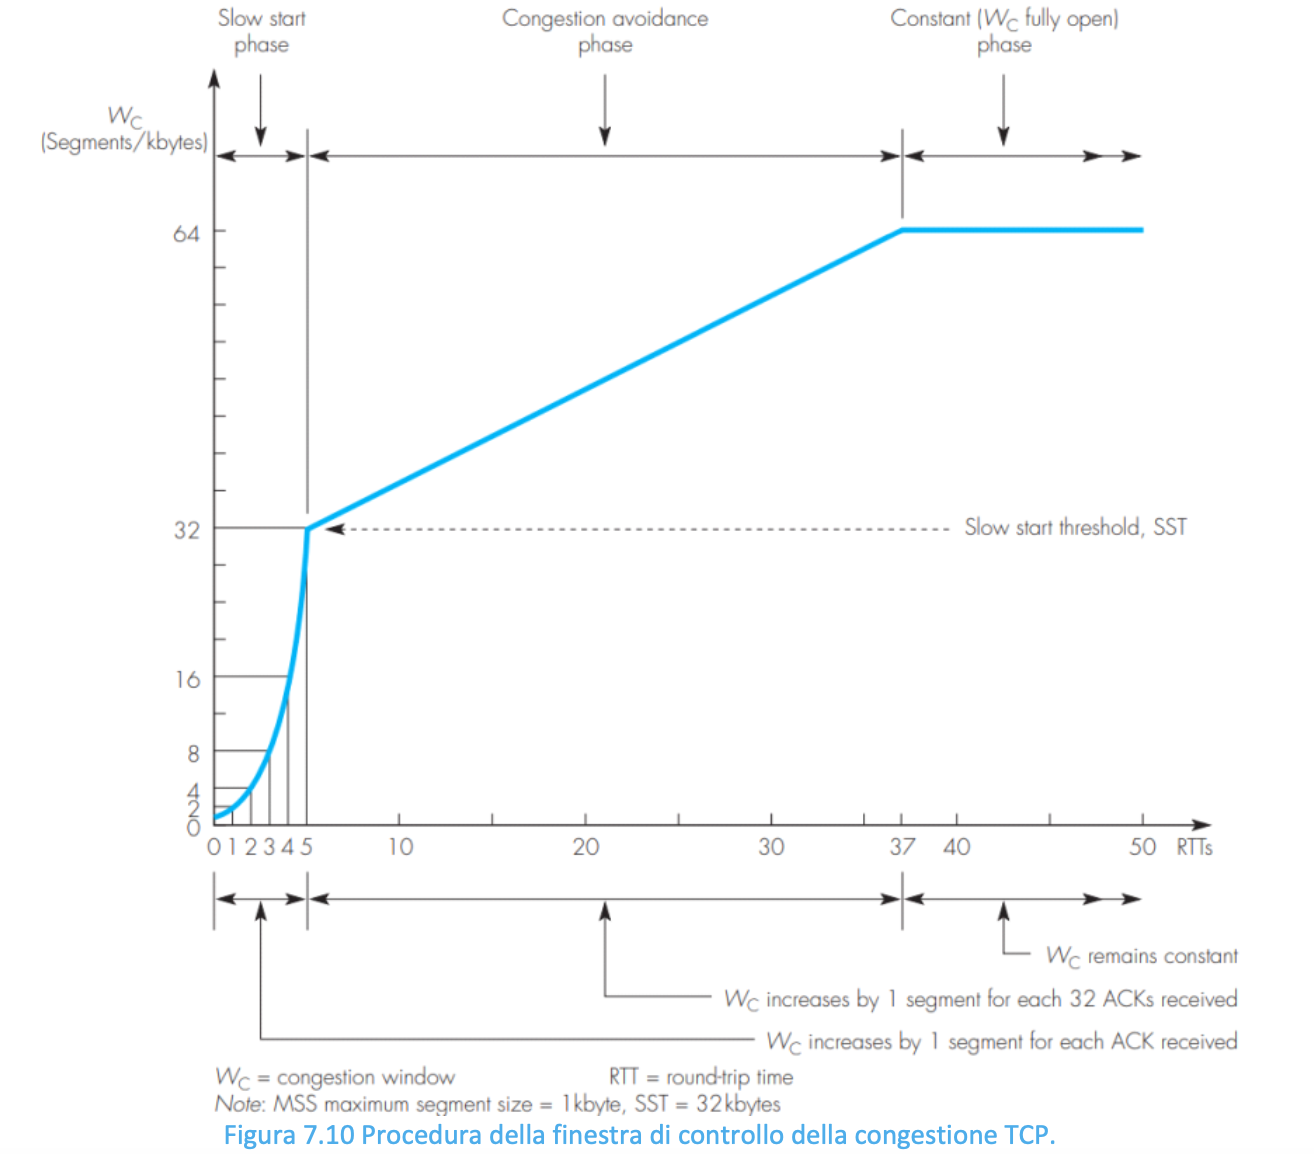 Slow start
phase
Congestion avoidance
phase
Constant (WC fully open)
phase
WC
(Segments/kbytes)
64
32
Slow start threshold, SST
16
8
4
2
0
0 1 2 3 4 5 10 20 30 37 40 50 RTTs
WC remains constant
WC increases by 1 segment for each 32 ACKs received
WC increases by 1 segment for each ACK received
WC = congestion window RTT = round-trip time
Note: MSS maximum segment size = 1kbyte, SST = 32kbytes
Figura 7.10 Procedura della finestra di controllo della congestione TCP.